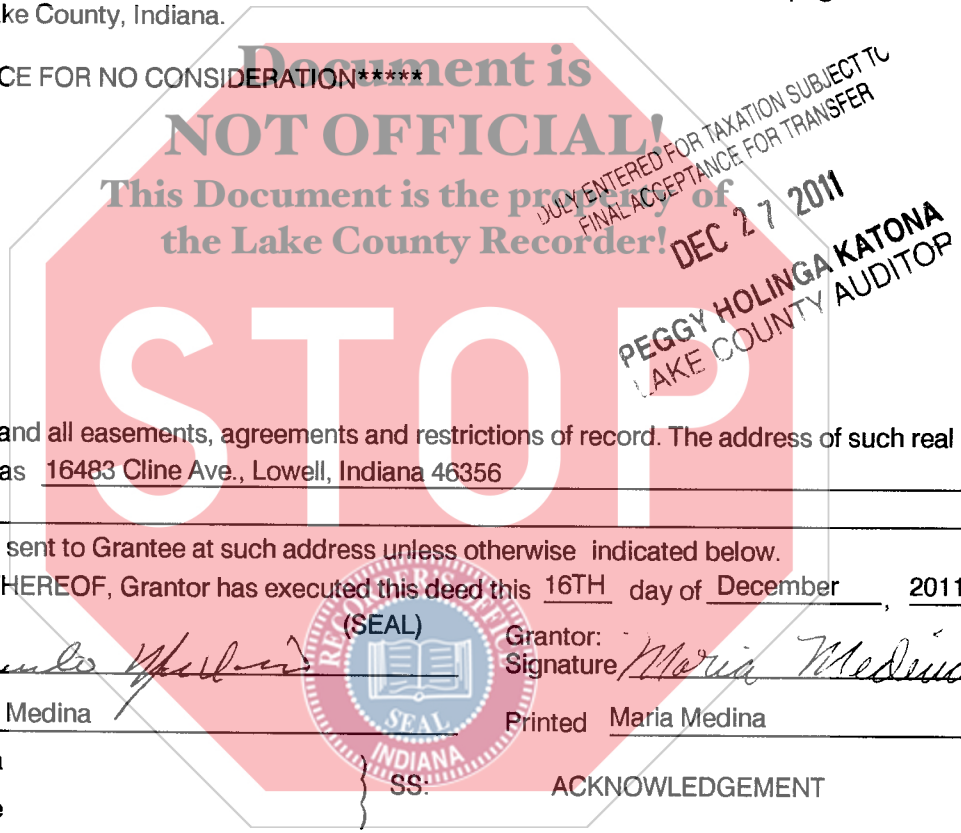 ke County, Indiana.
Document is
CE FOR NO CONSIDERATION*****
NOT OFFICIAL!
This Document is the property of
the Lake County Recorder!
DULY ENTERED FOR TAXATION SUBJECT TO
FINAL ACCEPTANCE FOR TRANSFER
DEC 27 2011
PEGGY HOLINGA KATONA
LAKE COUNTY AUDITOR
STOP
and all easements, agreements and restrictions of record. The address of such real
as 16483 Cline Ave., Lowell, Indiana 46356
sent to Grantee at such address unless otherwise indicated below.
HEREOF, Grantor has executed this deed this 16TH day of December, 2011
(SEAL)
Grantor:
Signature Maria Medina
Medina
Printed Maria Medina
RECORDER'S OFFICE
SEAL
INDIANA
SS: ACKNOWLEDGEMENT